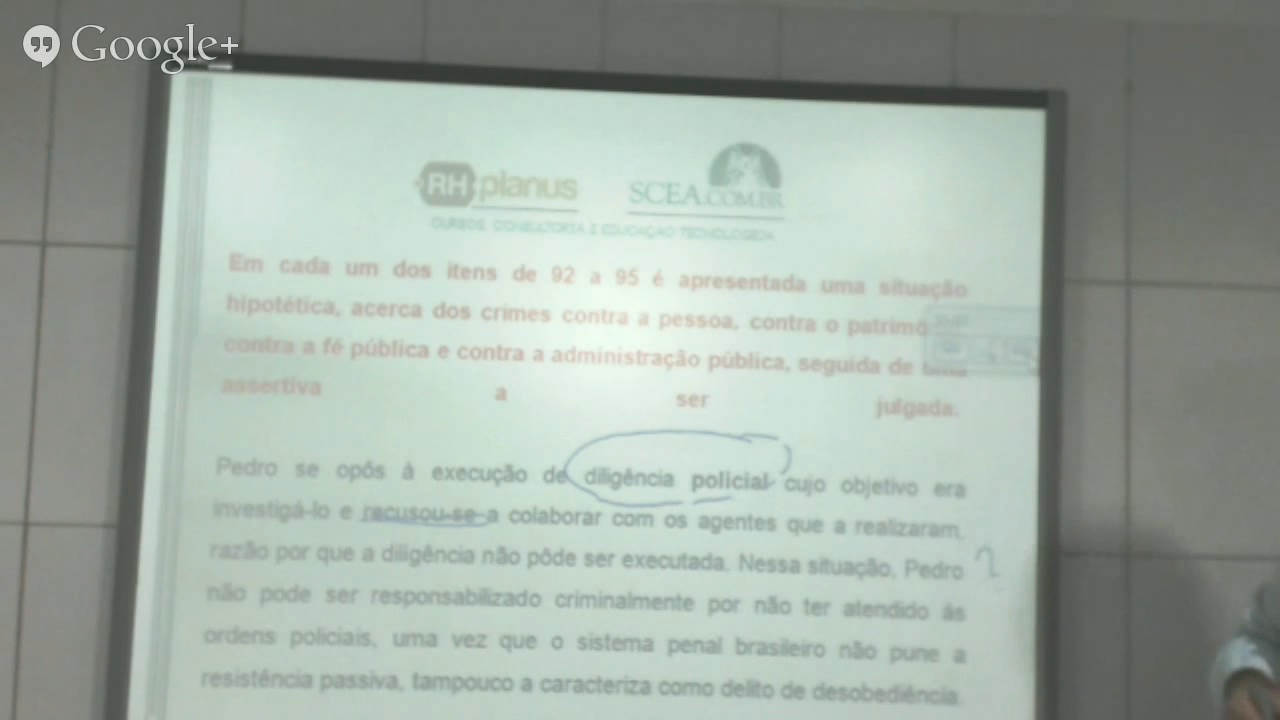 Google+
RH planus
SCEA.COM.BR
CURSOS, CONSULTORIA E EDUCAÇÃO TECNOLOGICA
Em cada um dos itens de 92 a 95 é apresentada uma situação
hipotética, acerca dos crimes contra a pessoa, contra o patrimô
contra a fé pública e contra a administração pública, seguida de
assertiva a ser julgada.
Pedro se opôs à execução de diligência policial cujo objetivo era
investigá-lo e recusou-se a colaborar com os agentes que a realizaram,
razão por que a diligência não pôde ser executada. Nessa situação, Pedro
não pode ser responsabilizado criminalmente por não ter atendido às
ordens policiais, uma vez que o sistema penal brasileiro não pune a
resistência passiva, tampouco a caracteriza como delito de desobediência.